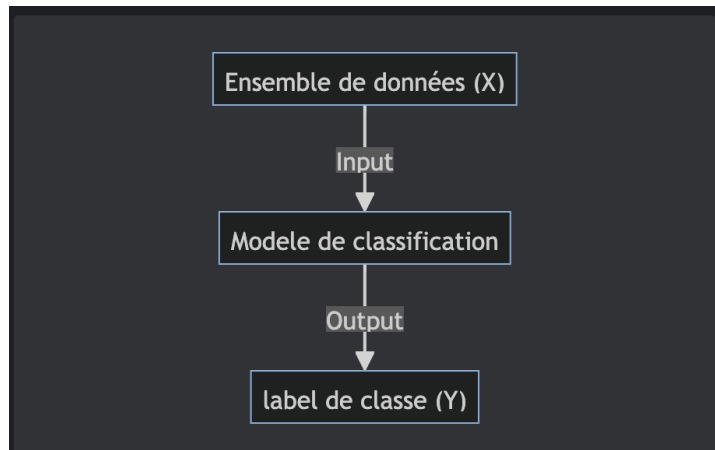 Ensemble de données (X)
Input
Modele de classification
Output
label de classe (Y)